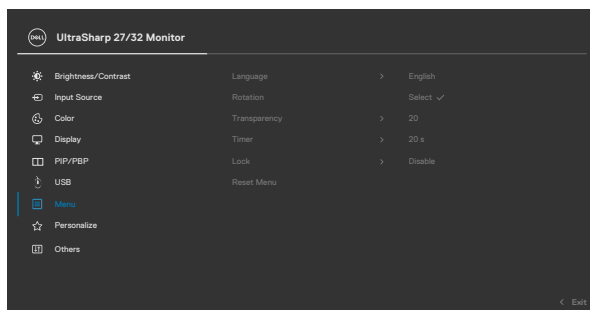 DELL UltraSharp 27/32 Monitor
Brightness/Contrast Language > English
Input Source Rotation Select ✓
Color Transparency > 20
Display Timer > 20 s
PIP/PBP Lock > Disable
USB Reset Menu
Menu
Personalize
Others
< Exit